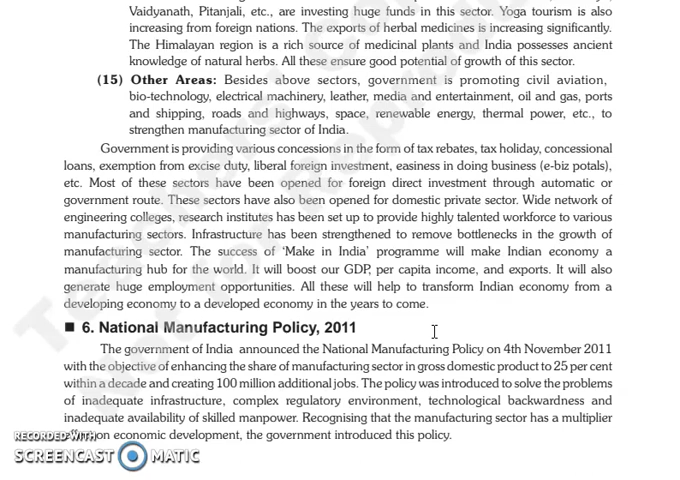 Vaidyanath, Pitanjali, etc., are investing huge funds in this sector. Yoga tourism is also
increasing from foreign nations. The exports of herbal medicines is increasing significantly.
The Himalayan region is a rich source of medicinal plants and India possesses ancient
knowledge of natural herbs. All these ensure good potential of growth of this sector.
(15) Other Areas: Besides above sectors, government is promoting civil aviation,
bio-technology, electrical machinery, leather, media and entertainment, oil and gas, ports
and shipping, roads and highways, space, renewable energy, thermal power, etc., to
strengthen manufacturing sector of India.
Government is providing various concessions in the form of tax rebates, tax holiday, concessional
loans, exemption from excise duty, liberal foreign investment, easiness in doing business (e-biz potals),
etc. Most of these sectors have been opened for foreign direct investment through automatic or
government route. These sectors have also been opened for domestic private sector. Wide network of
engineering colleges, research institutes has been set up to provide highly talented workforce to various
manufacturing sectors. Infrastructure has been strengthened to remove bottlenecks in the growth of
manufacturing sector. The success of ‘Make in India’ programme will make Indian economy a
manufacturing hub for the world. It will boost our GDP, per capita income, and exports. It will also
generate huge employment opportunities. All these will help to transform Indian economy from a
developing economy to a developed economy in the years to come.
■ 6. National Manufacturing Policy, 2011
The government of India announced the National Manufacturing Policy on 4th November 2011
with the objective of enhancing the share of manufacturing sector in gross domestic product to 25 per cent
within a decade and creating 100 million additional jobs. The policy was introduced to solve the problems
of inadequate infrastructure, complex regulatory environment, technological backwardness and
inadequate availability of skilled manpower. Recognising that the manufacturing sector has a multiplier
on economic development, the government introduced this policy.
RECORDED WITH
SCREENCAST MATIC